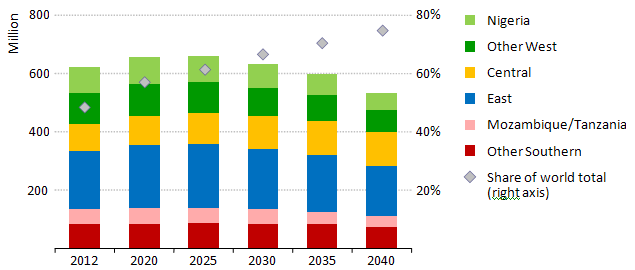 Million
800
600
400
200
80%
60%
40%
20%
2012
2020
2025
2030
2035
2040
Nigeria
Other West
Central
East
Mozambique/Tanzania
Other Southern
Share of world total
(right axis)